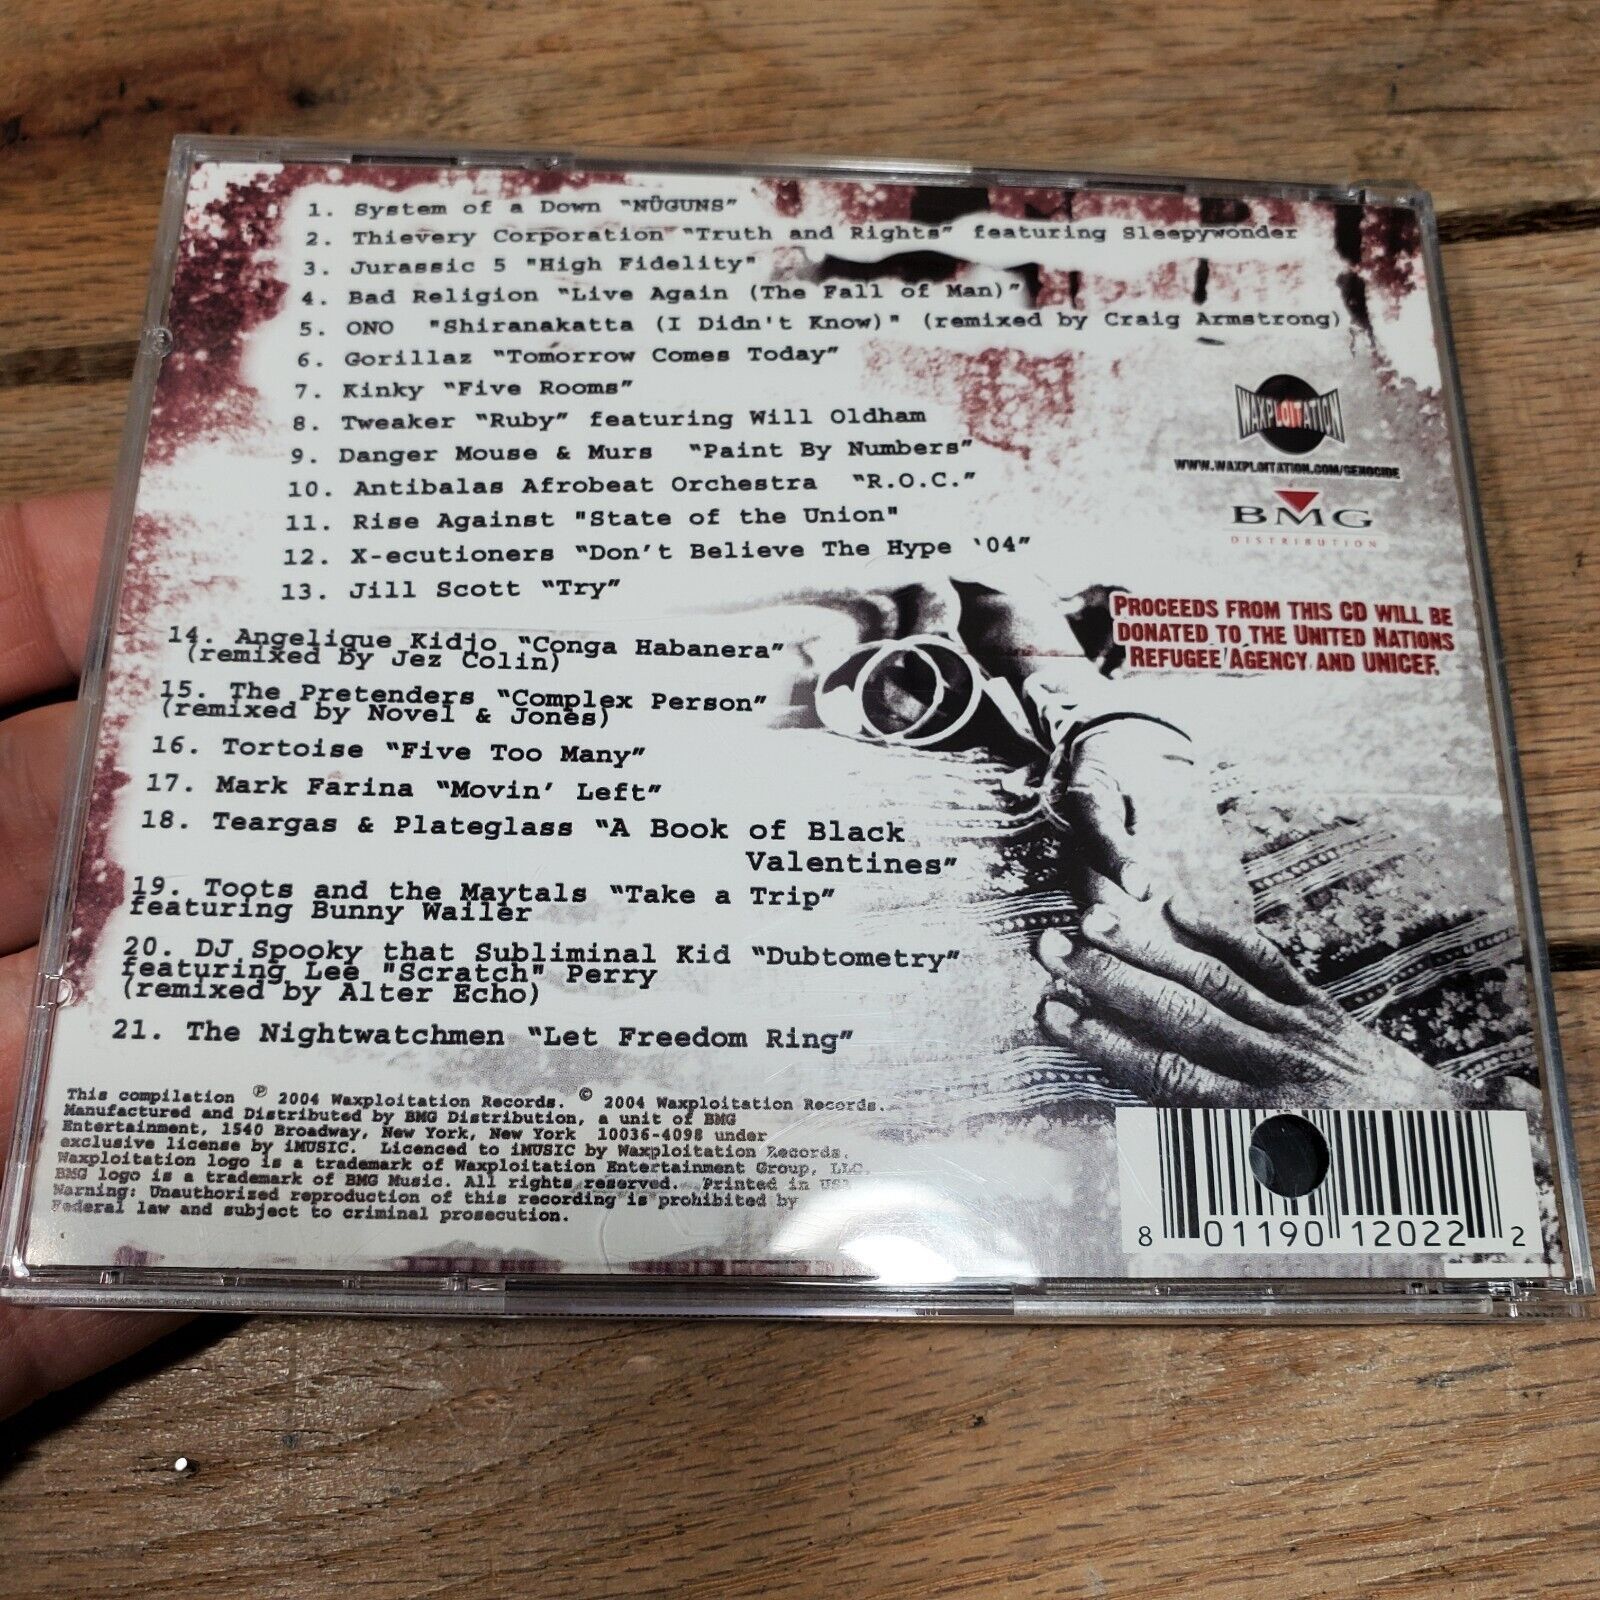 1. System of a Down "NÜGUNS"
2. Thievery Corporation "Truth and Rights" featuring Sleepywonder
3. Jurassic 5 "High Fidelity"
4. Bad Religion "Live Again (The Fall of Man)"
5. ONO "Shiranakatta (I Didn't Know)" (remixed by Craig Armstrong)
6. Gorillaz "Tomorrow Comes Today"
7. Kinky "Five Rooms"
8. Tweaker "Ruby" featuring Will Oldham
9. Danger Mouse & Murs "Paint By Numbers"
10. Antibalas Afrobeat Orchestra "R.O.C."
11. Rise Against "State of the Union"
12. X-ecutioners "Don't Believe The Hype '04"
13. Jill Scott "Try"
14. Angelique Kidjo "Conga Habanera"
(remixed by Jez Colin)
15. The Pretenders "Complex Person"
(remixed by Novel & Jones)
16. Tortoise "Five Too Many"
17. Mark Farina "Movin' Left"
18. Teargas & Plateglass "A Book of Black
Valentines"
19. Toots and the Maytals "Take a Trip"
featuring Bunny Wailer
20. DJ Spooky that Subliminal Kid "Dubtometry"
featuring Lee "Scratch" Perry
(remixed by Alter Echo)
21. The Nightwatchmen "Let Freedom Ring"
WAXPLOITATION
WWW.WAXPLOITATION.COM/GENOCIDE
BMG
DISTRIBUTION
PROCEEDS FROM THIS CD WILL BE
DONATED TO THE UNITED NATIONS
REFUGEE AGENCY AND UNICEF.
This compilation ℗ 2004 Waxploitation Records. © 2004 Waxploitation Records.
Manufactured and Distributed by BMG Distribution, a unit of BMG
Entertainment, 1540 Broadway, New York, New York 10036-4098 under
exclusive license by iMUSIC. Licenced to iMUSIC by Waxploitation Records.
Waxploitation logo is a trademark of Waxploitation Entertainment Group, LLC.
BMG logo is a trademark of BMG Music. All rights reserved. Printed in USA
Warning: Unauthorized reproduction of this recording is prohibited by
Federal law and subject to criminal prosecution.
8 01190 12022 2